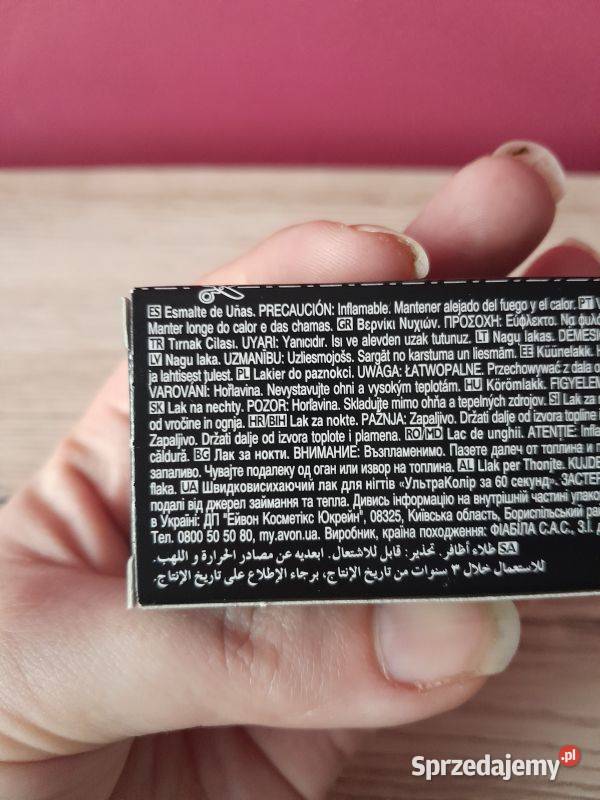 ES Esmalte de Uñas. PRECAUCIÓN: Inflamable. Mantener alejado del fuego y el calor. PT
Manter longe do calor e das chamas. GR Βερνίκι Νυχιών. ΠΡΟΣΟΧΗ: Εύφλεκτο. Να φυλά
TR Tırnak Cilası. UYARI: Yanıcıdır. Isı ve alevden uzak tutunuz. LT Nagu lakas. DĖMESIO
LV Nagu laka. UZMANĪBU: Uzliesmojošs. Sargāt no karstuma un liesmām. EE Küünelakk. H
ja lahtisest tulest. PL Lakier do paznokci. UWAGA: ŁATWOPALNE. Przechowywać z dala o
VAROVÁNÍ: Hořlavina. Nevystavujte ohni a vysokým teplotám. HU Körömlakk. FIGYELEM
SK Lak na nechty. POZOR: Horľavina. Skladujte mimo ohňa a tepelných zdrojov. SI Lak za
od vročine in ognja. HR/BIH Lak za nokte. PAŽNJA: Zapaljivo. Držati dalje od izvora topline i
Zapaljivo. Držati dalje od izvora toplote i plamena. RO/MD Lac de unghii. ATENȚIE: Infla
căldură. BG Лак за нокти. ВНИМАНИЕ: Възпламенимо. Пазете далеч от топлина и п
запаљиво. Чувајте подалеку од оган или извор на топлина. AL Llak per Thonjte. KUJDE
flaka. UA Швидковисихаючий лак для нігтів «УльтраКолір за 60 секунд». ЗАСТЕР
подалі від джерел займання та тепла. Дивись інформацію на внутрішній частині упако
в Україні: ДП "Ейвон Косметікс Юкрейн", 08325, Київська область, Бориспільський ра
Тел. 0800 50 50 80, my.avon.ua. Виробник, країна походження: ФІАБІЛА С.А.С., З.І. д
SA طلاء أظافر. تحذير: قابل للاشتعال. ابعديه عن مصادر الحرارة و اللهب.
للاستعمال خلال ٣ سنوات من تاريخ الإنتاج، برجاء الإطلاع على تاريخ الإنتاج.
Sprzedajemy.pl